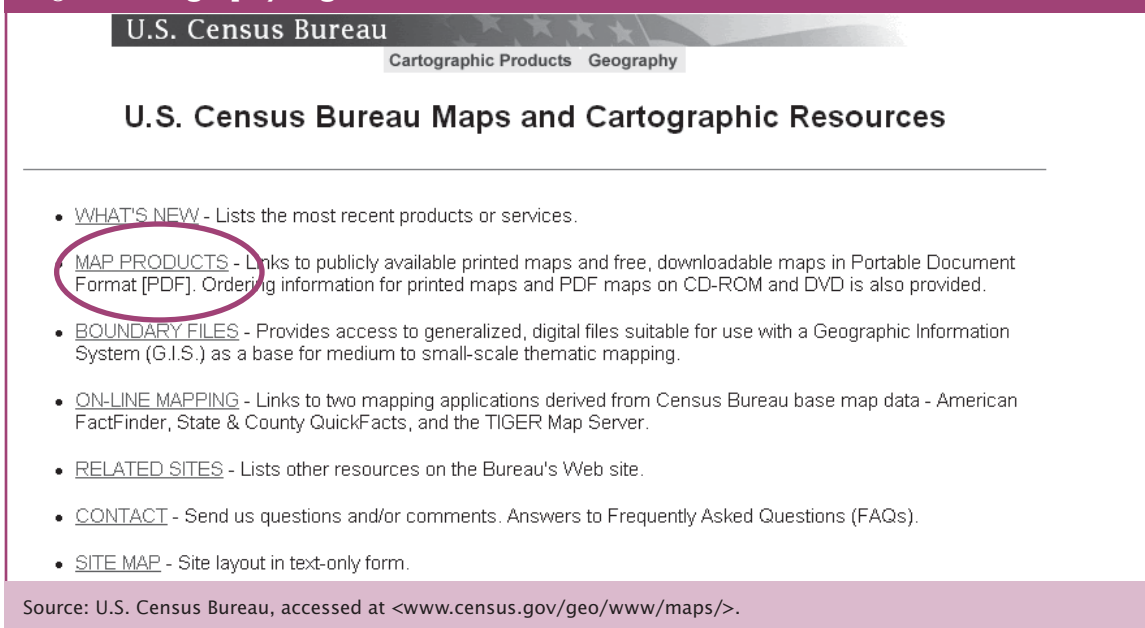 U.S. Census Bureau
Cartographic Products Geography
U.S. Census Bureau Maps and Cartographic Resources
• WHAT'S NEW - Lists the most recent products or services.
• MAP PRODUCTS - Links to publicly available printed maps and free, downloadable maps in Portable Document
Format [PDF]. Ordering information for printed maps and PDF maps on CD-ROM and DVD is also provided.
• BOUNDARY FILES - Provides access to generalized, digital files suitable for use with a Geographic Information
System (G.I.S.) as a base for medium to small-scale thematic mapping.
• ON-LINE MAPPING - Links to two mapping applications derived from Census Bureau base map data - American
FactFinder, State & County QuickFacts, and the TIGER Map Server.
• RELATED SITES - Lists other resources on the Bureau's Web site.
• CONTACT - Send us questions and/or comments. Answers to Frequently Asked Questions (FAQs).
• SITE MAP - Site layout in text-only form.
Source: U.S. Census Bureau, accessed at <www.census.gov/geo/www/maps/>.